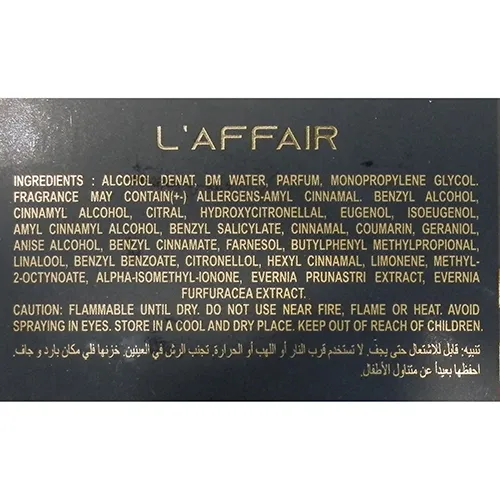 L'AFFAIR
INGREDIENTS : ALCOHOL DENAT, DM WATER, PARFUM, MONOPROPYLENE GLYCOL.
FRAGRANCE MAY CONTAIN(+-) ALLERGENS-AMYL CINNAMAL. BENZYL ALCOHOL,
CINNAMYL ALCOHOL, CITRAL, HYDROXYCITRONELLAL, EUGENOL, ISOEUGENOL,
AMYL CINNAMYL ALCOHOL, BENZYL SALICYLATE, CINNAMAL, COUMARIN, GERANIOL,
ANISE ALCOHOL, BENZYL CINNAMATE, FARNESOL, BUTYLPHENYL METHYLPROPIONAL,
LINALOOL, BENZYL BENZOATE, CITRONELLOL, HEXYL CINNAMAL, LIMONENE, METHYL-
2-OCTYNOATE, ALPHA-ISOMETHYL-IONONE, EVERNIA PRUNASTRI EXTRACT, EVERNIA
FURFURACEA EXTRACT.
CAUTION: FLAMMABLE UNTIL DRY. DO NOT USE NEAR FIRE, FLAME OR HEAT. AVOID
SPRAYING IN EYES. STORE IN A COOL AND DRY PLACE. KEEP OUT OF REACH OF CHILDREN.
تنبيه: قابل للاشتعال حتى يجف. لا تستخدم قرب النار أو اللهب أو الحرارة. تجنب الرش في العينين. خزنها فلي مكان بارد و جاف.
احفظها بعيداً عن متناول الأطفال.